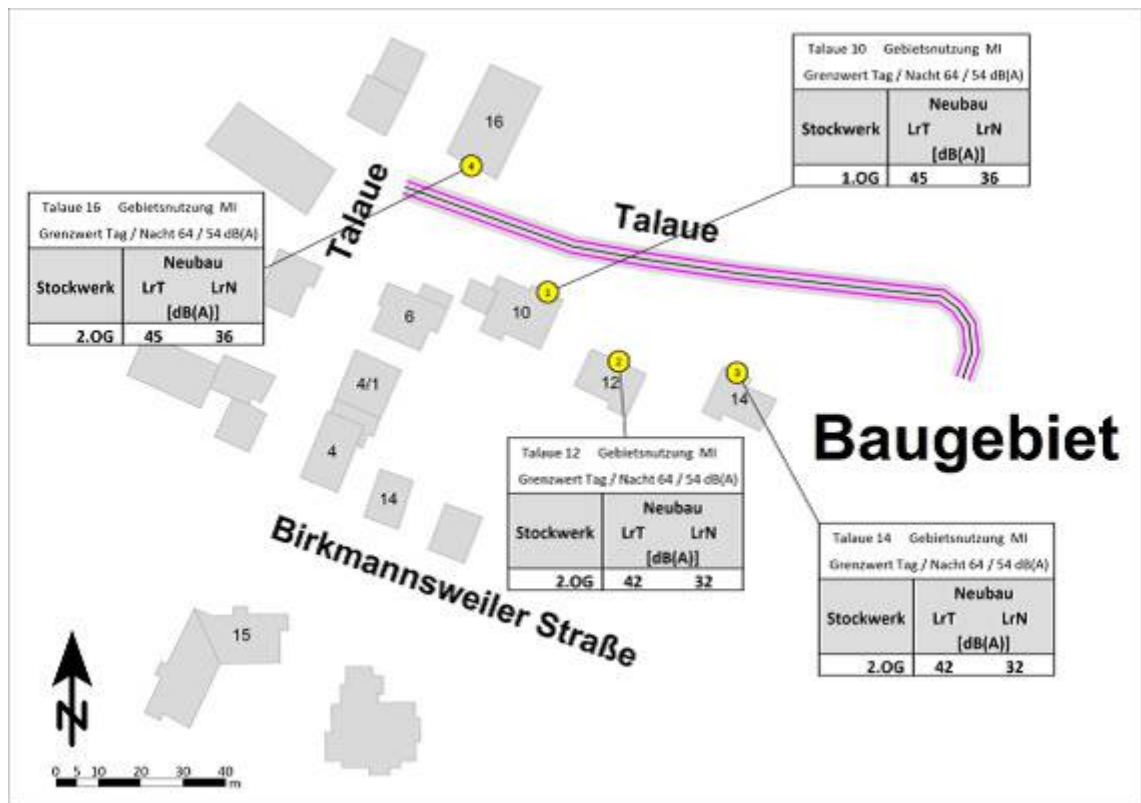 Talaue 10 Gebietsnutzung MI
Grenzwert Tag / Nacht 64 / 54 dB(A)
Neubau
Stockwerk LrT LrN
[dB(A)]
1.OG 45 36
16
4
Talaue
Talaue
Talaue 16 Gebietsnutzung MI
Grenzwert Tag / Nacht 64 / 54 dB(A)
Neubau
Stockwerk LrT LrN
[dB(A)]
2.OG 45 36
1
10
6
2
12
3
14
4/1
4
14
Baugebiet
Talaue 12 Gebietsnutzung MI
Grenzwert Tag / Nacht 64 / 54 dB(A)
Neubau
Stockwerk LrT LrN
[dB(A)]
2.OG 42 32
Birkmannsweiler Straße
Talaue 14 Gebietsnutzung MI
Grenzwert Tag / Nacht 64 / 54 dB(A)
Neubau
Stockwerk LrT LrN
[dB(A)]
2.OG 42 32
15
N
0 5 10 20 30 40
m